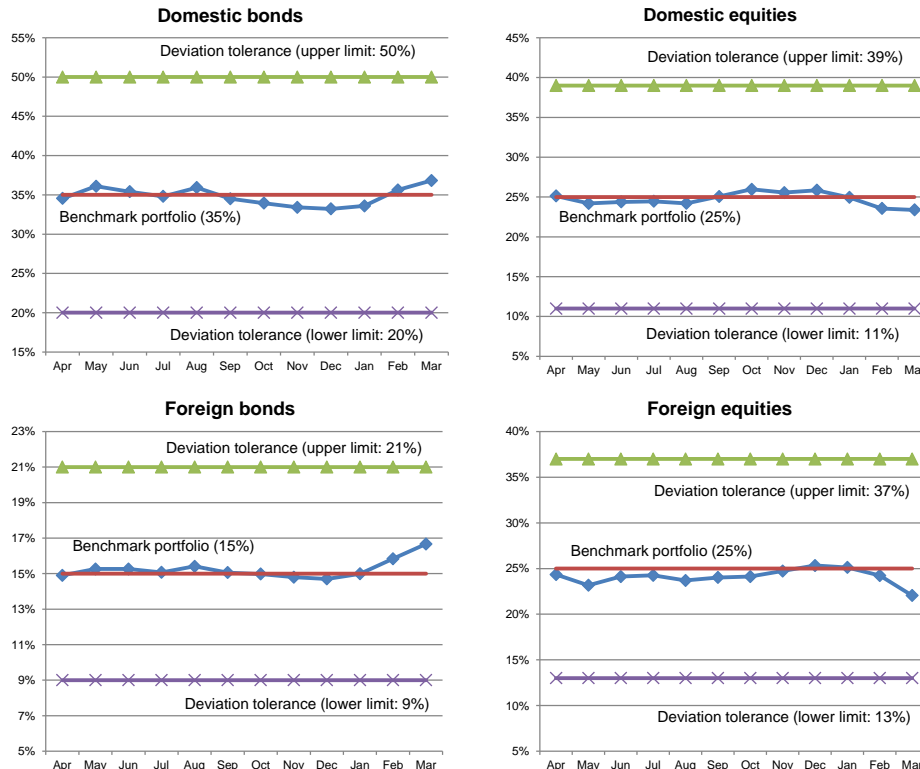 Domestic bonds
55%
50%
45%
40%
35%
30%
25%
20%
15%
Deviation tolerance (upper limit: 50%)
Benchmark portfolio (35%)
Deviation tolerance (lower limit: 20%)
Apr May Jun Jul Aug Sep Oct Nov Dec Jan Feb Mar
Domestic equities
45%
40%
35%
30%
25%
20%
15%
10%
5%
Deviation tolerance (upper limit: 39%)
Benchmark portfolio (25%)
Deviation tolerance (lower limit: 11%)
Apr May Jun Jul Aug Sep Oct Nov Dec Jan Feb Mar
Foreign bonds
23%
21%
19%
17%
15%
13%
11%
9%
7%
5%
Deviation tolerance (upper limit: 21%)
Benchmark portfolio (15%)
Deviation tolerance (lower limit: 9%)
Apr May Jun Jul Aug Sep Oct Nov Dec Jan Feb Mar
Foreign equities
40%
35%
30%
25%
20%
15%
10%
5%
Deviation tolerance (upper limit: 37%)
Benchmark portfolio (25%)
Deviation tolerance (lower limit: 13%)
Apr May Jun Jul Aug Sep Oct Nov Dec Jan Feb Mar